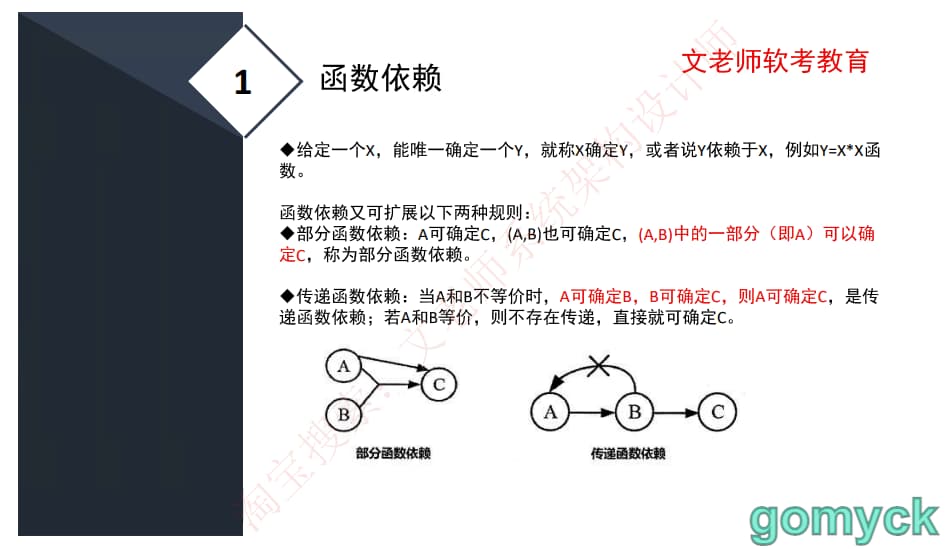 1
函数依赖
文老师软考教育
◆给定一个X，能唯一确定一个Y，就称X确定Y，或者说Y依赖于X，例如Y=X*X函
数。
函数依赖又可扩展以下两种规则：
◆部分函数依赖：A可确定C，(A,B)也可确定C，(A,B)中的一部分（即A）可以确
定C，称为部分函数依赖。
◆传递函数依赖：当A和B不等价时，A可确定B，B可确定C，则A可确定C，是传
递函数依赖；若A和B等价，则不存在传递，直接就可确定C。
A
C
B
部分函数依赖
A
B
C
传递函数依赖
淘宝搜索：文老师系统架构设计师
gomyck